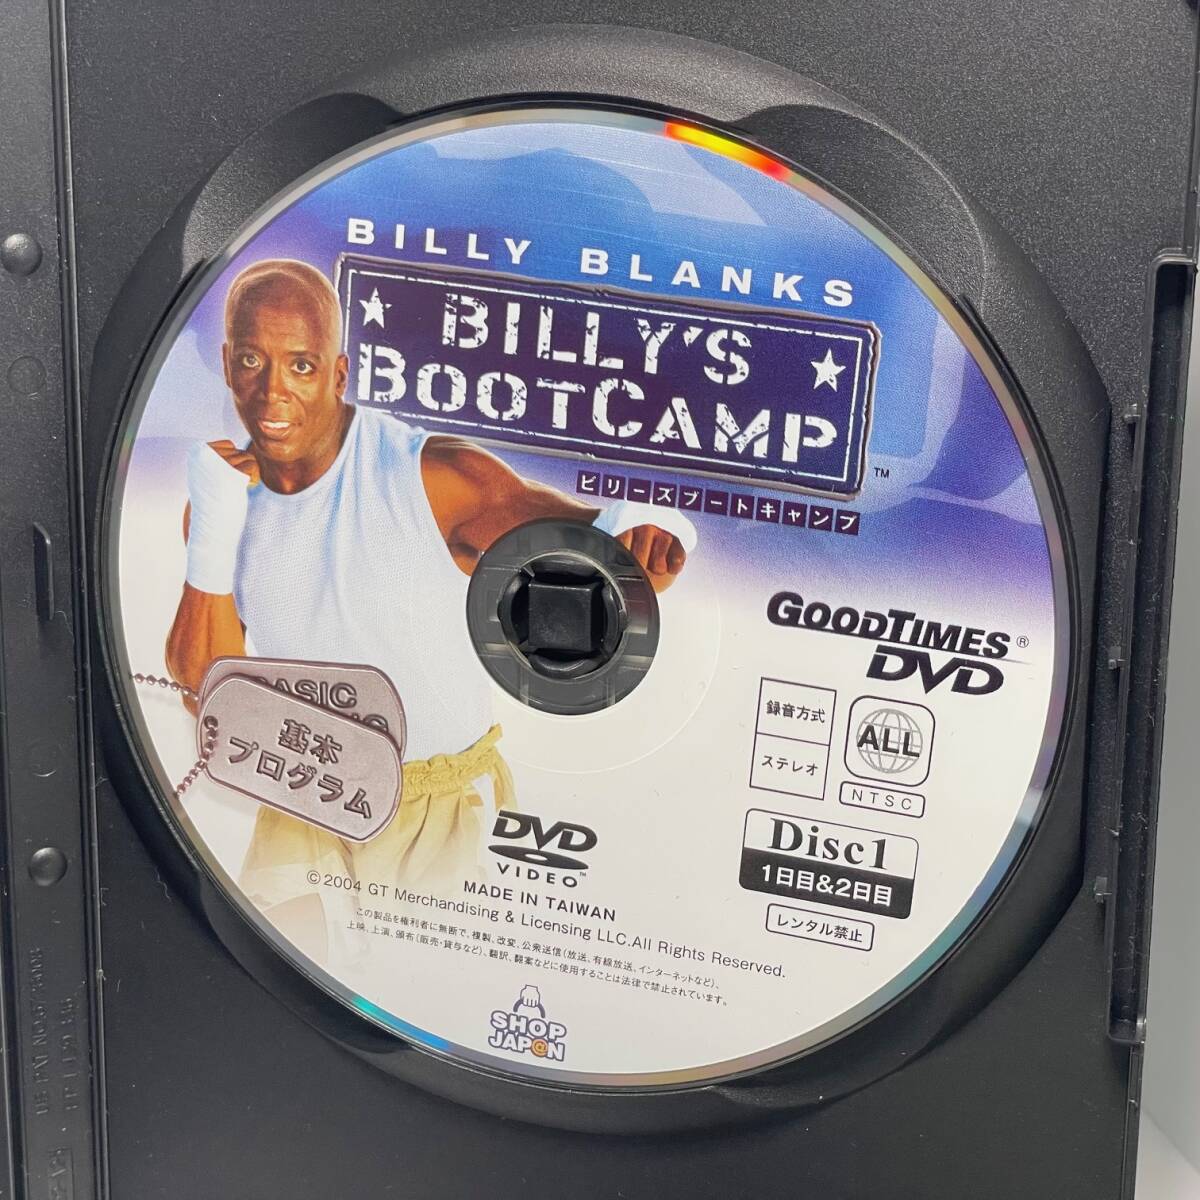 BILLY BLANKS
BILLY'S
BOOTCAMP
TM
ビリーズブートキャンプ
GOODTIMES®
DVD
録音方式
ステレオ
ALL
NTSC
BASIC
基本
プログラム
Disc1
1日目&2日目
レンタル禁止
DVD
VIDEO™
MADE IN TAIWAN
©2004 GT Merchandising & Licensing LLC.All Rights Reserved.
この製品を権利者に無断で、複製、改変、公衆送信(放送、有線放送、インターネットなど)、
上映、上演、頒布(販売・貸与など)、翻訳、翻案などに使用することは法律で禁止されています。
SHOP
JAP@N